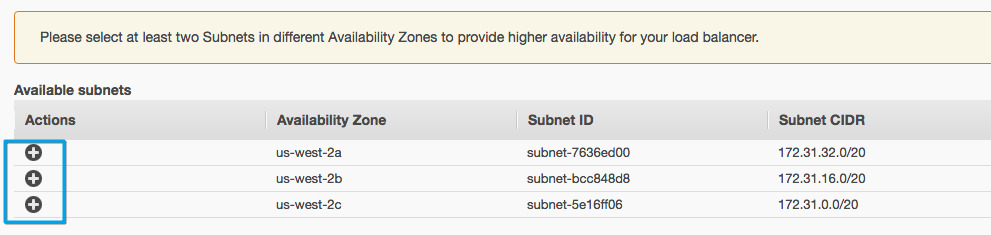 Please select at least two Subnets in different Availability Zones to provide higher availability for your load balancer.
Available subnets
Actions Availability Zone Subnet ID Subnet CIDR
us-west-2a subnet-7636ed00 172.31.32.0/20
us-west-2b subnet-bcc848d8 172.31.16.0/20
us-west-2c subnet-5e16ff06 172.31.0.0/20